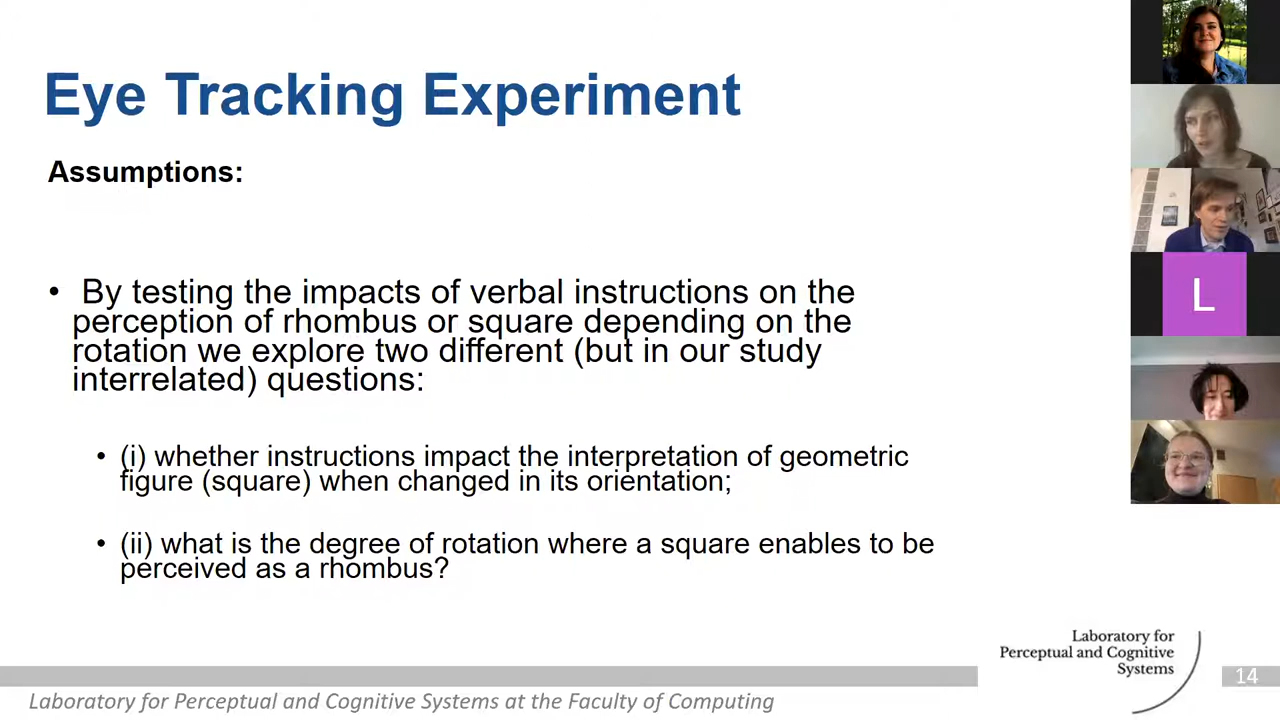 Eye Tracking Experiment
Assumptions:
• By testing the impacts of verbal instructions on the
perception of rhombus or square depending on the
rotation we explore two different (but in our study
interrelated) questions:
• (i) whether instructions impact the interpretation of geometric
figure (square) when changed in its orientation;
• (ii) what is the degree of rotation where a square enables to be
perceived as a rhombus?
L
Laboratory for
Perceptual and Cognitive
Systems
14
Laboratory for Perceptual and Cognitive Systems at the Faculty of Computing